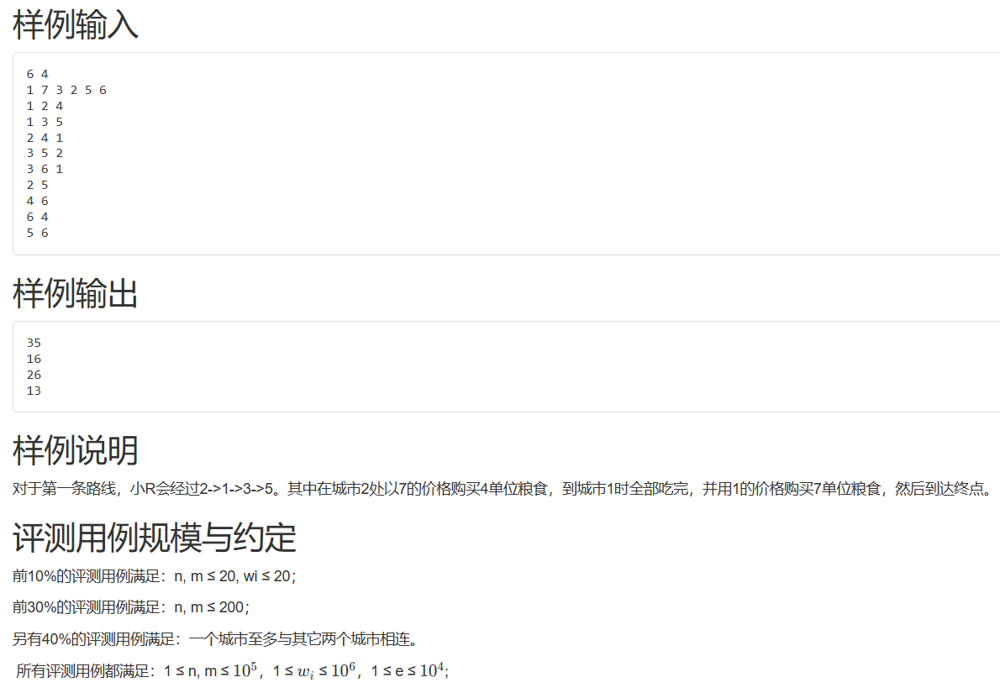 样例输入
6 4
1 7 3 2 5 6
1 2 4
1 3 5
2 4 1
3 5 2
3 6 1
2 5
4 6
6 4
5 6
样例输出
35
16
26
13
样例说明
对于第一条路线，小R会经过2->1->3->5。其中在城市2处以7的价格购买4单位粮食，到城市1时全部吃完，并用1的价格购买7单位粮食，然后到达终点。
评测用例规模与约定
前10%的评测用例满足：n, m ≤ 20, wi ≤ 20；
前30%的评测用例满足：n, m ≤ 200；
另有40%的评测用例满足：一个城市至多与其它两个城市相连。
所有评测用例都满足：1 ≤ n, m ≤ 10⁵，1 ≤ wᵢ ≤ 10⁶，1 ≤ e ≤ 10⁴;